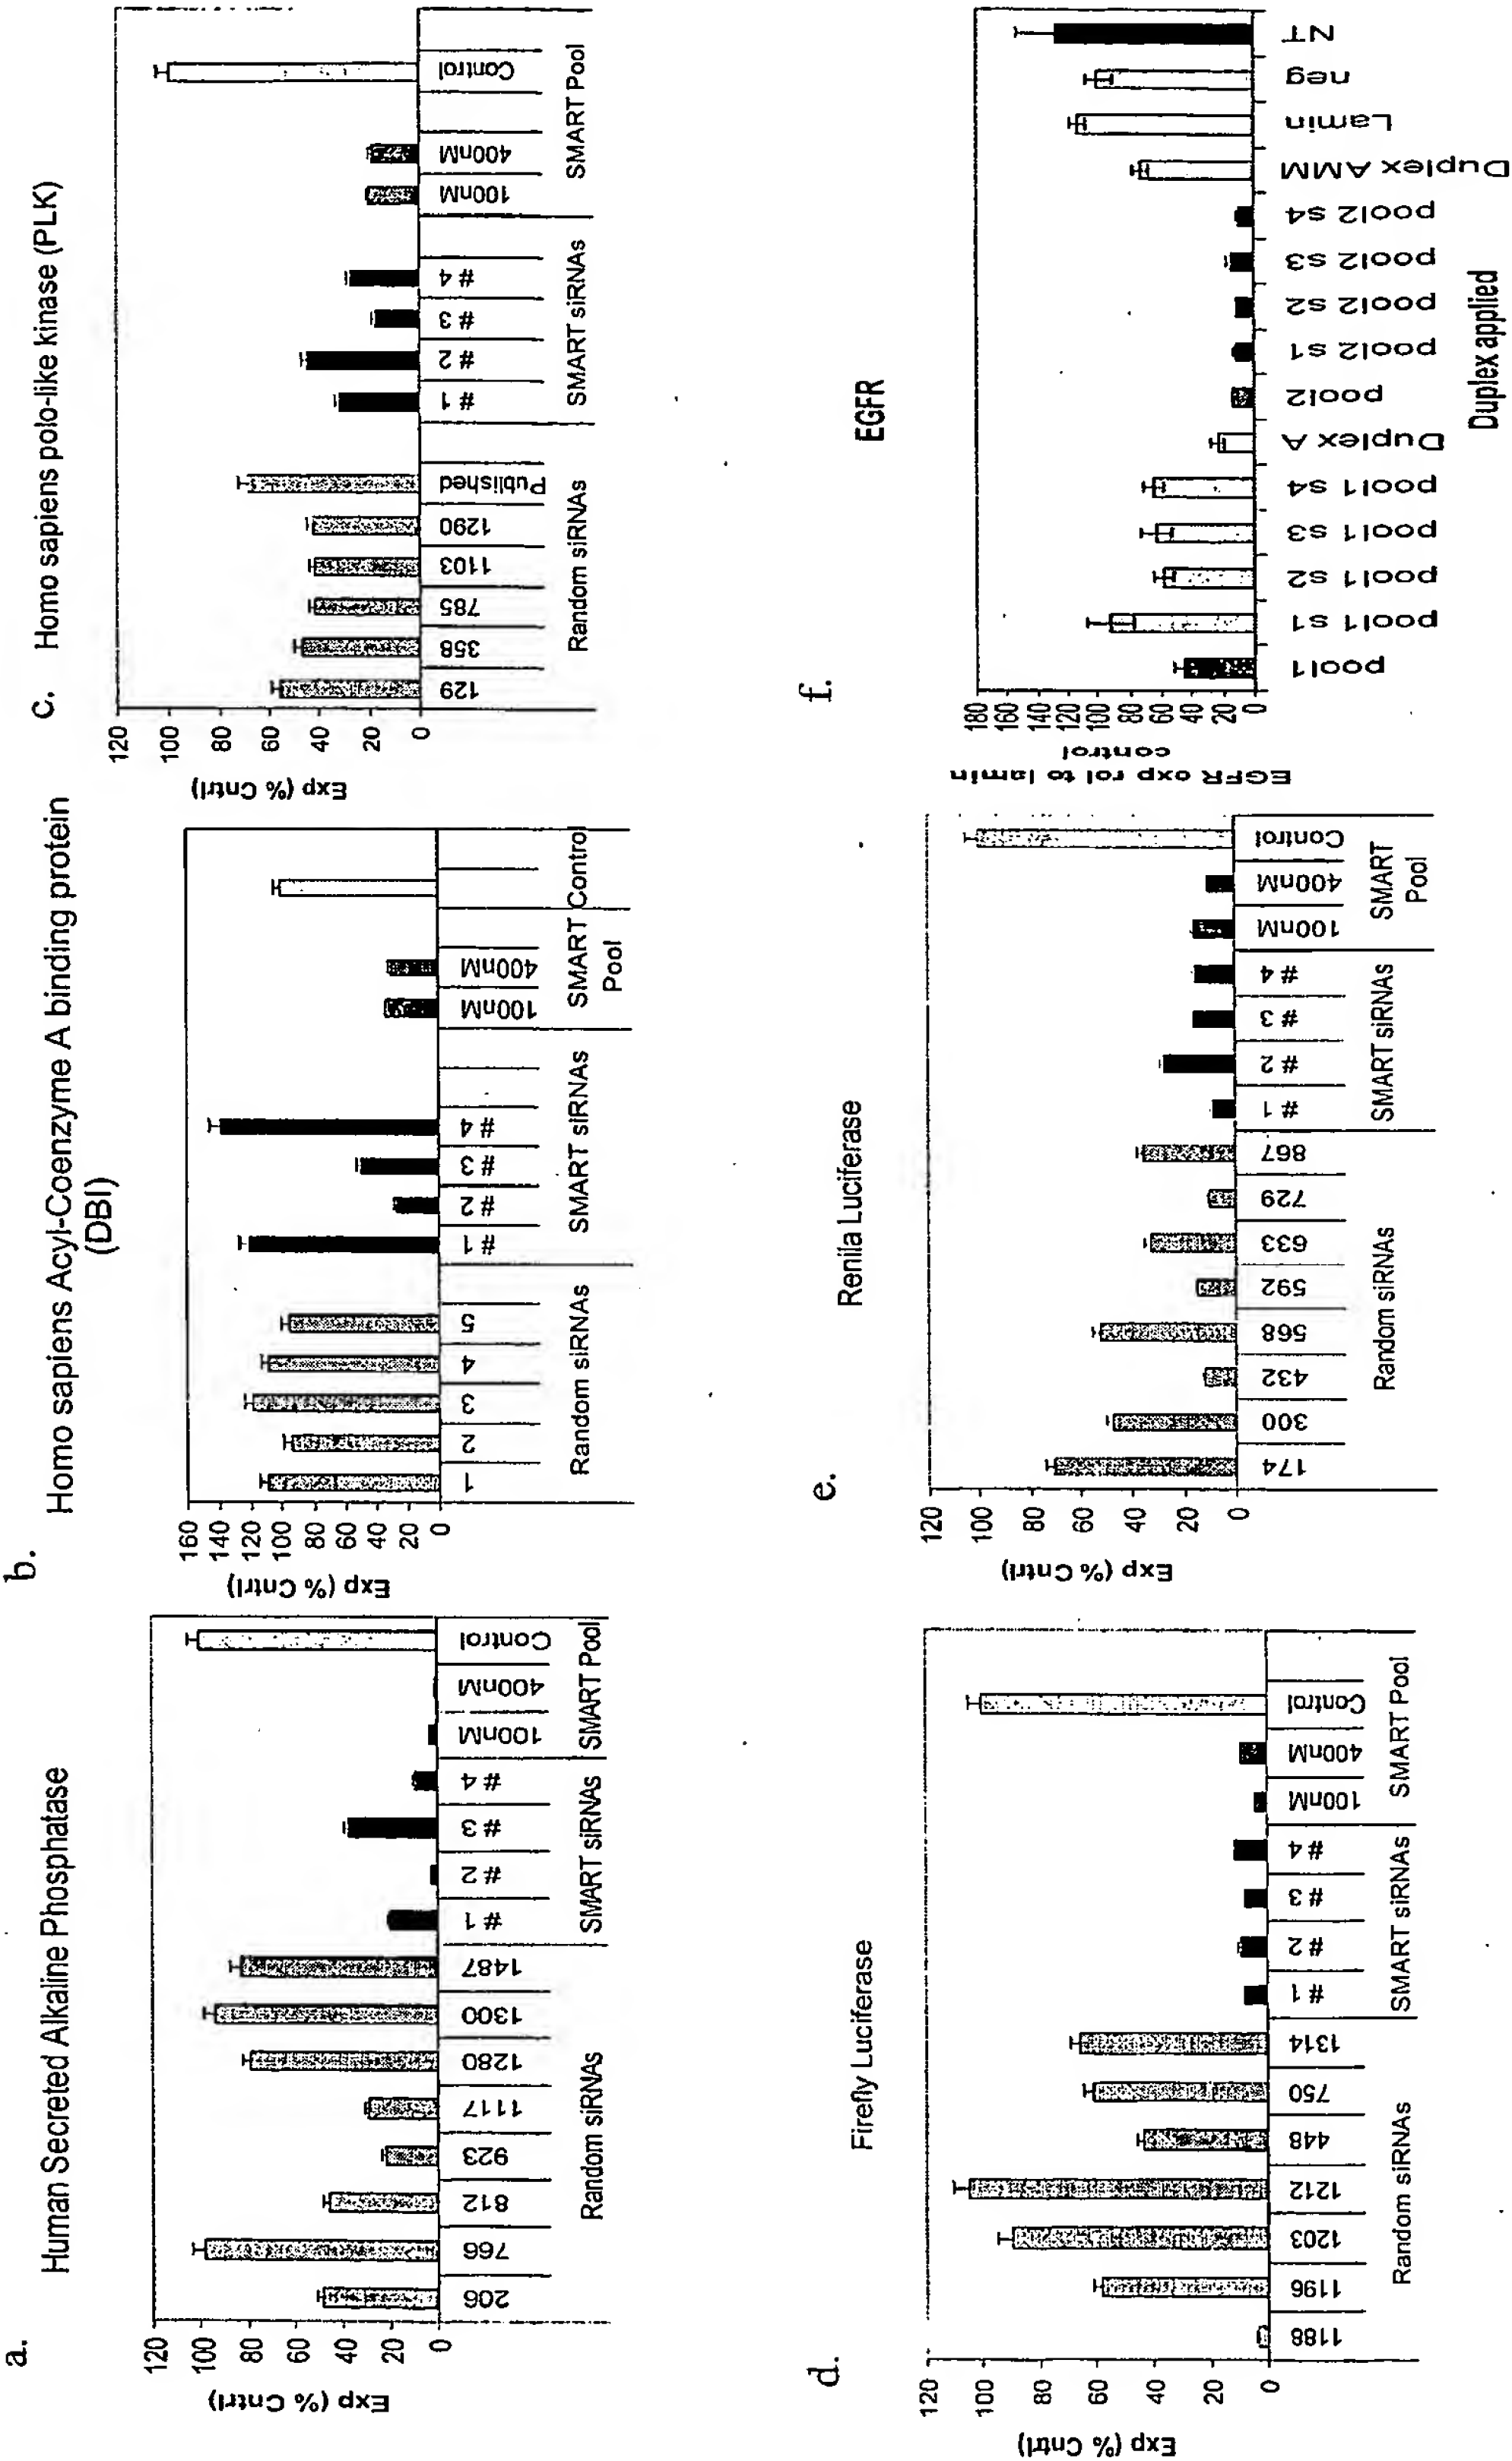 a.
Human Secreted Alkaline Phosphatase
Exp (% Cntrl)
120
100
80
60
40
20
0
206
766
812
923
1117
1280
1300
1487
# 1
# 2
# 3
# 4
100nM
400nM
Control
Random siRNAs
SMART siRNAs
SMART Pool
b.
Homo sapiens Acyl-Coenzyme A binding protein
(DBI)
Exp (% Cntrl)
160
140
120
100
80
60
40
20
0
1
2
3
4
5
# 1
# 2
# 3
# 4
100nM
400nM
Random siRNAs
SMART siRNAs
SMART
Pool
Control
c.
Homo sapiens polo-like kinase (PLK)
Exp (% Cntrl)
120
100
80
60
40
20
0
129
358
785
1103
1290
Published
# 1
# 2
# 3
# 4
100nM
400nM
Control
Random siRNAs
SMART siRNAs
SMART Pool
d.
Firefly Luciferase
Exp (% Cntrl)
120
100
80
60
40
20
0
1188
1196
1203
1212
448
750
1314
# 1
# 2
# 3
# 4
100nM
400nM
Control
Random siRNAs
SMART siRNAs
SMART Pool
e.
Renila Luciferase
Exp (% Cntrl)
120
100
80
60
40
20
0
174
300
432
568
592
633
729
867
# 1
# 2
# 3
# 4
100nM
400nM
Control
Random siRNAs
SMART siRNAs
SMART
Pool
f.
EGFR
EGFR exp rol to lamin
control
180
160
140
120
100
80
60
40
20
0
pool1
pool1 s1
pool1 s2
pool1 s3
pool1 s4
Duplex A
pool2
pool2 s1
pool2 s2
pool2 s3
pool2 s4
Duplex AMM
Lamin
neg
NT
Duplex applied